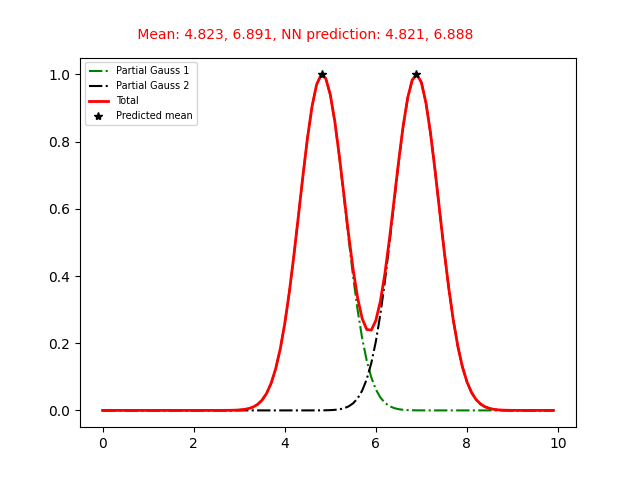 Mean: 4.823, 6.891, NN prediction: 4.821, 6.888
Partial Gauss 1
Partial Gauss 2
Total
Predicted mean
1.0
0.8
0.6
0.4
0.2
0.0
0 2 4 6 8 10